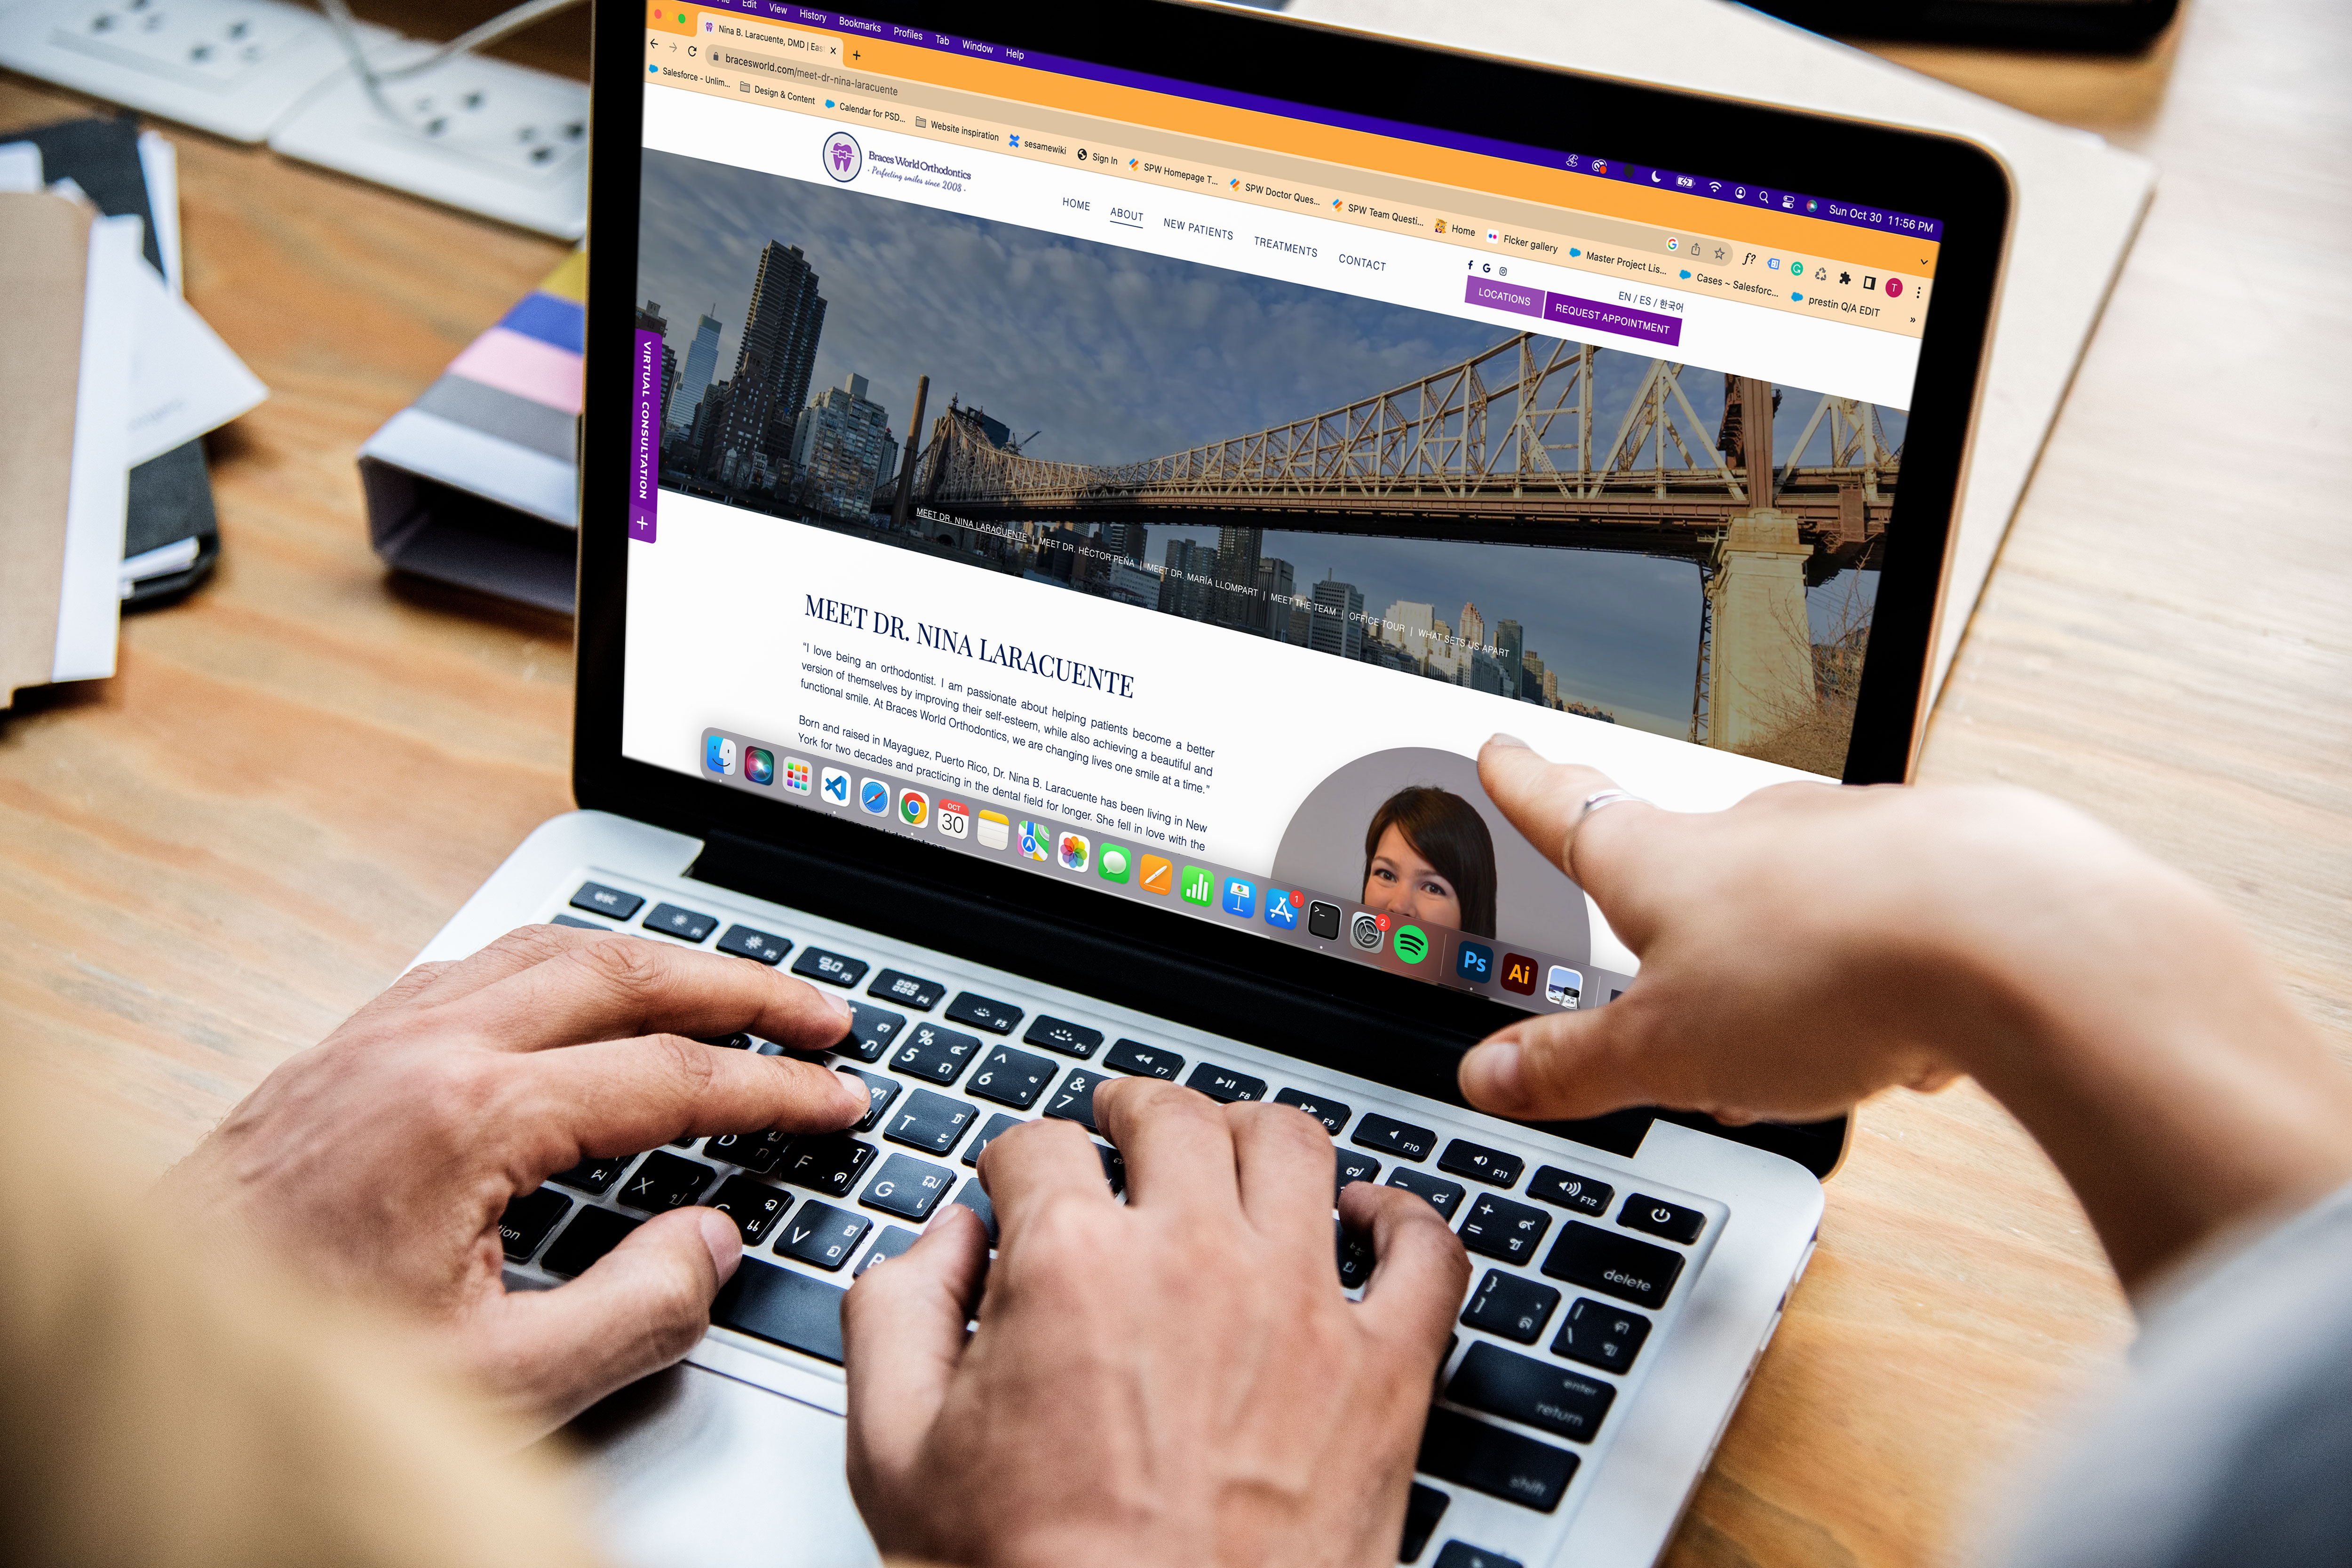 Edit View History Bookmarks Profiles Tab Window Help
Sun Oct 30 11:56 PM
Nina B. Laracuente, DMD | Eas
bracesworld.com/meet-dr-nina-laracuente
Salesforce - Unlim... Design & Content Calendar for PSD... Website inspiration sesamewiki Sign In SPW Homepage T... SPW Doctor Ques... SPW Team Questi... Home Flcker gallery Master Project Lis... Cases ~ Salesforc... prestin Q/A EDIT »
Braces World Orthodontics
- Perfecting smiles since 2008 -
HOME ABOUT NEW PATIENTS TREATMENTS CONTACT
EN / ES / 한국어
LOCATIONS REQUEST APPOINTMENT
VIRTUAL CONSULTATION +
MEET DR. NINA LARACUENTE | MEET DR. HÉCTOR PEÑA | MEET DR. MARÍA LLOMPART | MEET THE TEAM | OFFICE TOUR | WHAT SETS US APART
MEET DR. NINA LARACUENTE
"I love being an orthodontist. I am passionate about helping patients become a better
version of themselves by improving their self-esteem, while also achieving a beautiful and
functional smile. At Braces World Orthodontics, we are changing lives one smile at a time."
Born and raised in Mayaguez, Puerto Rico, Dr. Nina B. Laracuente has been living in New
York for two decades and practicing in the dental field for longer. She fell in love with the
OCT
30
1
2
Ps
Ai
esc F1 F2 F3 F4 F5 F6 F7 F8 F9 F10 F11 F12
% 5 ^ 6 & 7
+ =
delete
T
} ]
| \
D F G
enter
return
X C V
shift